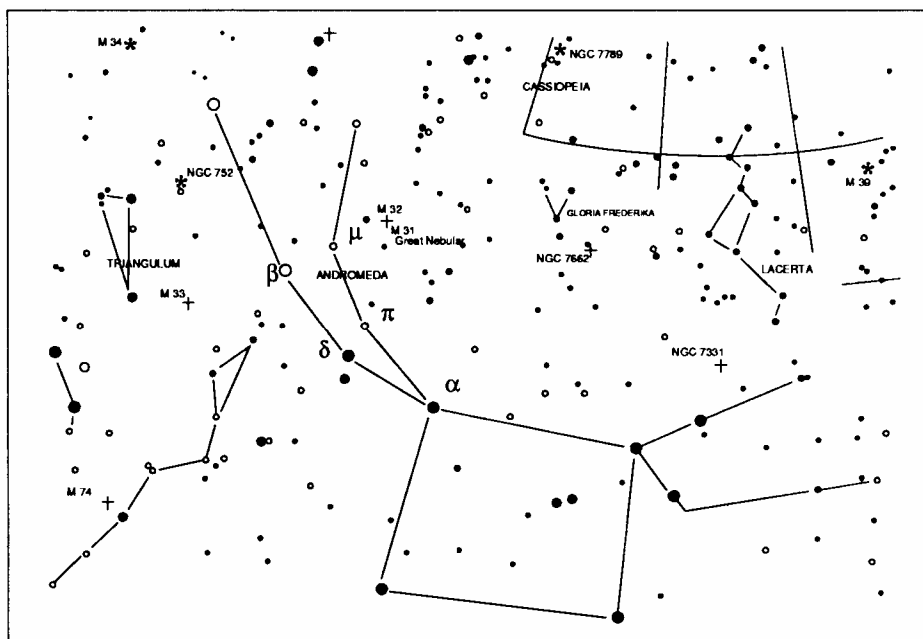 M 34
NGC 7789
CASSIOPEIA
NGC 752
M 39
M 32
GLORIA FREDERIKA
μ
M 31
Great Nebular
NGC 7662
TRIANGULUM
β
ANDROMEDA
LACERTA
M 33
π
δ
NGC 7331
α
M 74